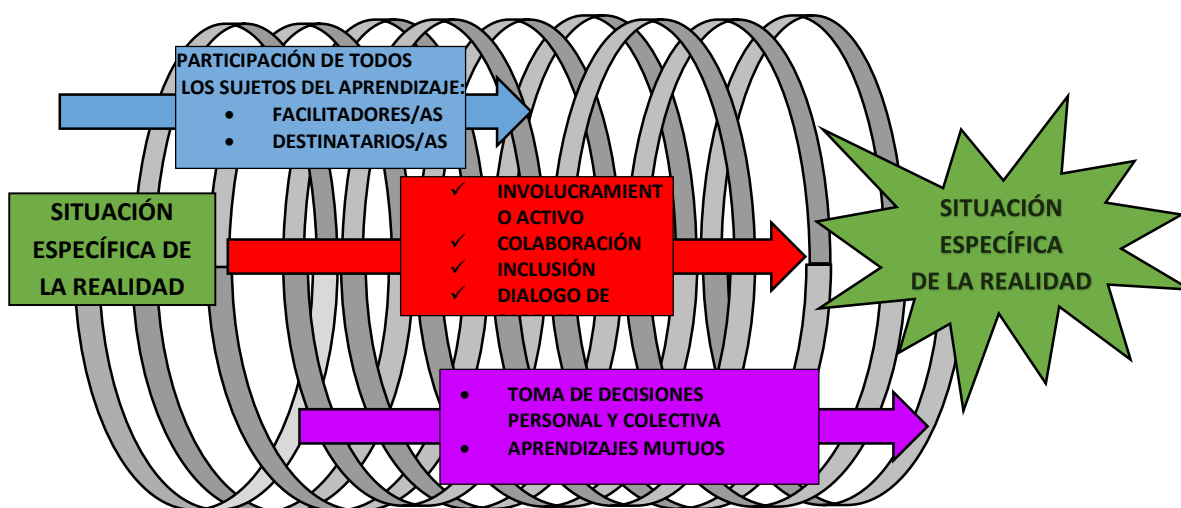 PARTICIPACIÓN DE TODOS
LOS SUJETOS DEL APRENDIZAJE:
• FACILITADORES/AS
• DESTINATARIOS/AS
SITUACIÓN
ESPECÍFICA DE
LA REALIDAD
✓ INVOLUCRAMIENT
O ACTIVO
✓ COLABORACIÓN
✓ INCLUSIÓN
✓ DIALOGO DE
SITUACIÓN
ESPECÍFICA
DE LA REALIDAD
• TOMA DE DECISIONES
PERSONAL Y COLECTIVA
• APRENDIZAJES MUTUOS